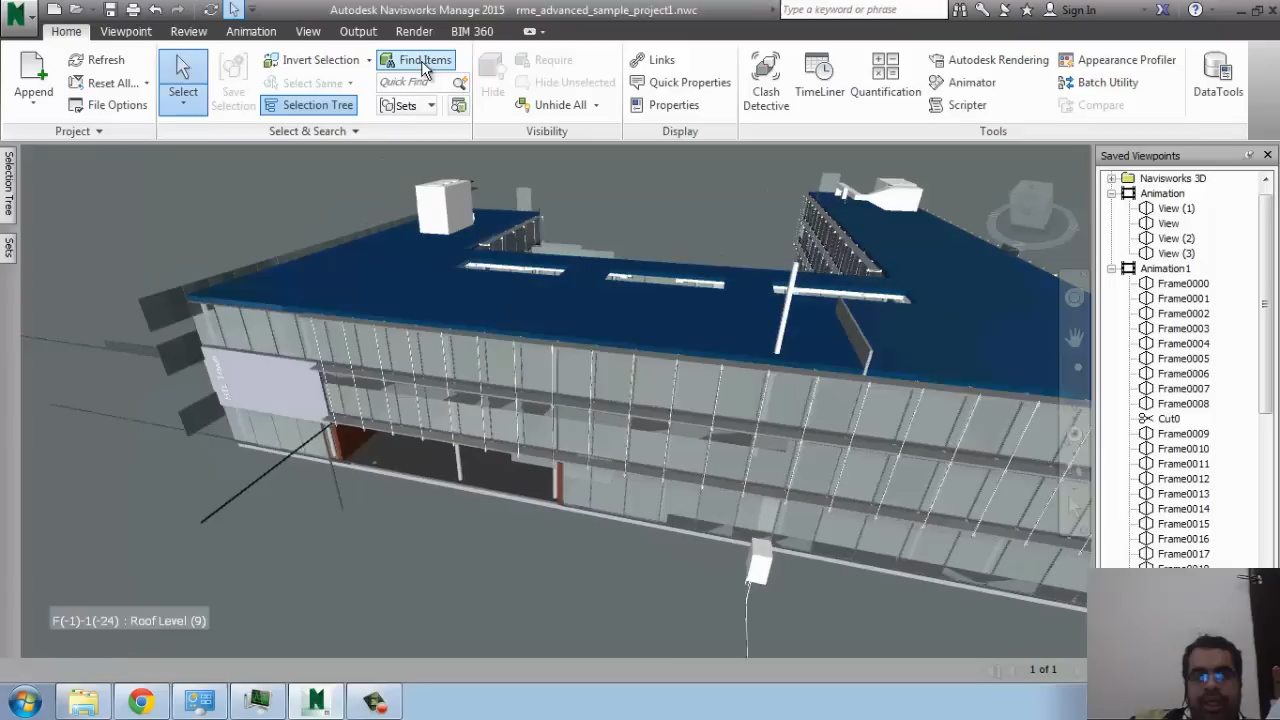 Autodesk Navisworks Manage 2015 rme_advanced_sample_project1.nwc
Type a keyword or phrase
Sign In
Home Viewpoint Review Animation View Output Render BIM 360
Append
Refresh
Reset All...
File Options
Project
Select
Save Selection
Invert Selection
Select Same
Selection Tree
Find Items
Quick Find
Sets
Select & Search
Hide
Require
Hide Unselected
Unhide All
Visibility
Links
Quick Properties
Properties
Display
Clash Detective
TimeLiner
Quantification
Autodesk Rendering
Animator
Scripter
Appearance Profiler
Batch Utility
Compare
Tools
DataTools
Selection Tree
Sets
Saved Viewpoints
Navisworks 3D
Animation
View (1)
View
View (2)
View (3)
Animation1
Frame0000
Frame0001
Frame0002
Frame0003
Frame0004
Frame0005
Frame0006
Frame0007
Frame0008
Cut0
Frame0009
Frame0010
Frame0011
Frame0012
Frame0013
Frame0014
Frame0015
Frame0016
Frame0017
F(-1)-1(-24) : Roof Level (9)
1 of 1